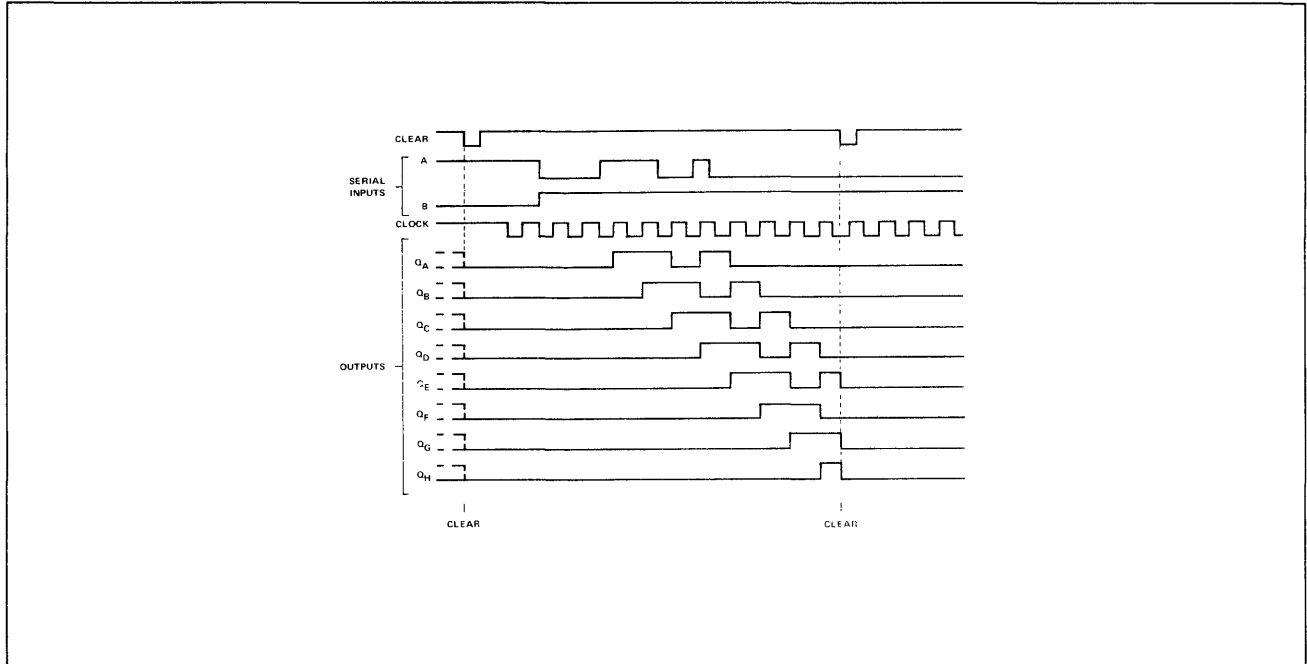 CLEAR
SERIAL
INPUTS
A
B
CLOCK
OUTPUTS
QA
QB
QC
QD
QF
QG
QH
CLEAR
CLEAR